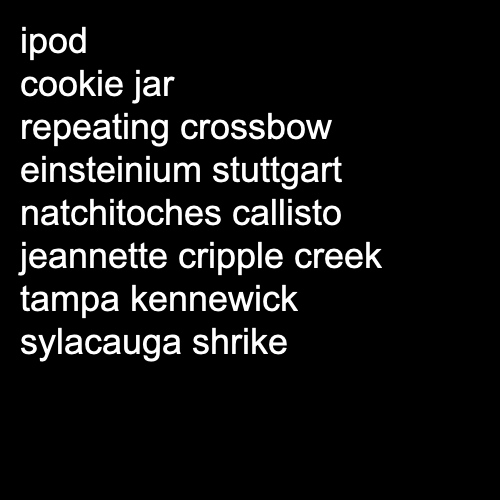 ipod
cookie jar
repeating crossbow
einsteinium stuttgart
natchitoches callisto
jeannette cripple creek
tampa kennewick
sylacauga shrike